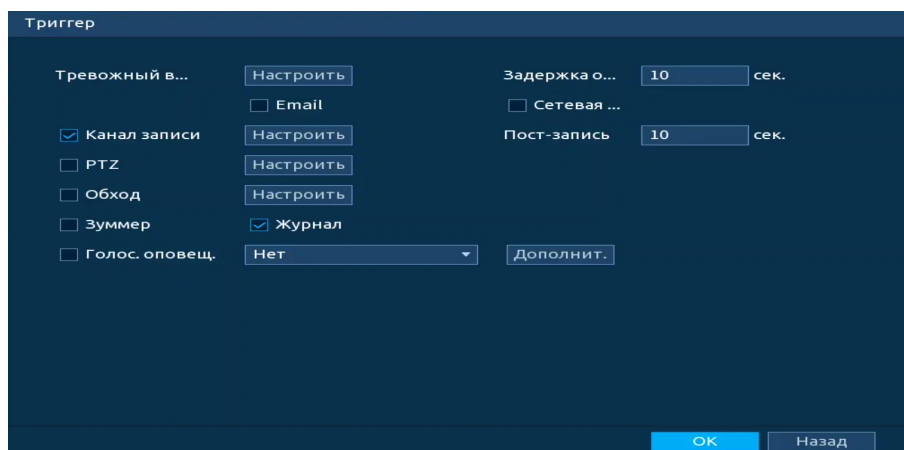 Триггер
Тревожный в... Настроить Задержка о... 10 сек.
Email Сетевая ...
Канал записи Настроить Пост-запись 10 сек.
PTZ Настроить
Обход Настроить
Зуммер Журнал
Голос. оповещ. Нет Дополнит.
OK Назад